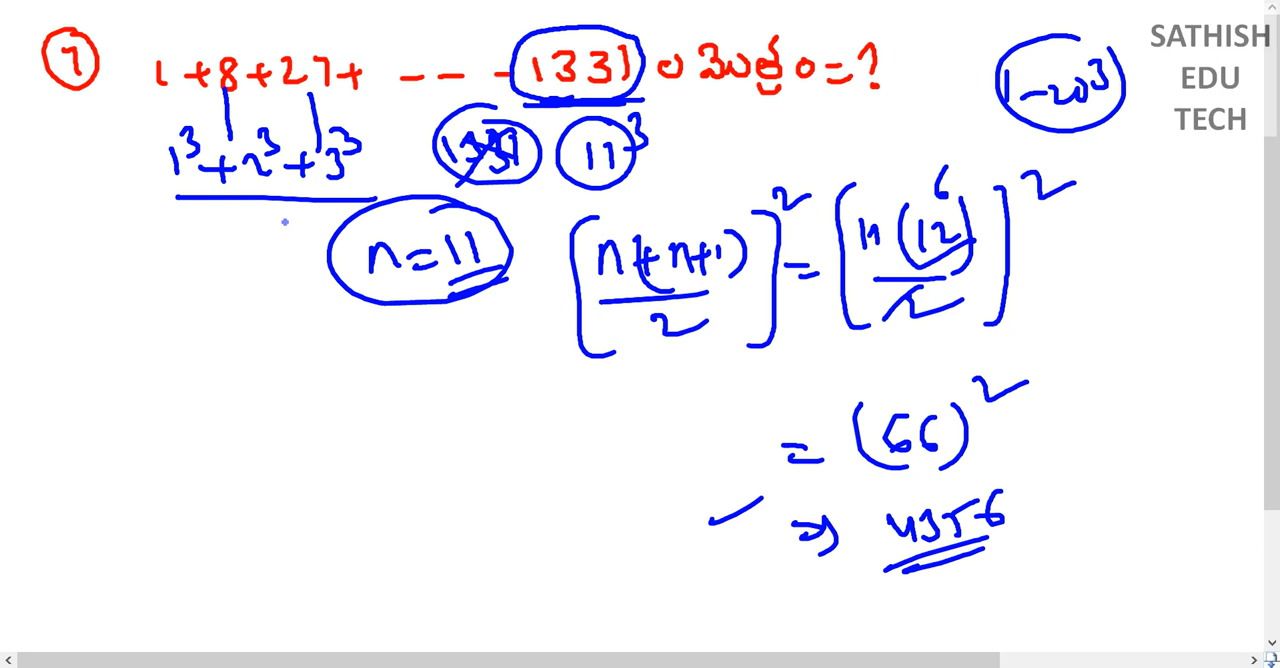 7 1 + 8 + 27 + - - - 1331 ల మొత్తం = ?
1 - 20³
SATHISH
EDU
TECH
1³ + 2³ + 3³
1331 11³
n = 11 [n(n+1)/2]² = [11(12)/2]² 6
= (66)²
⇒ 4356